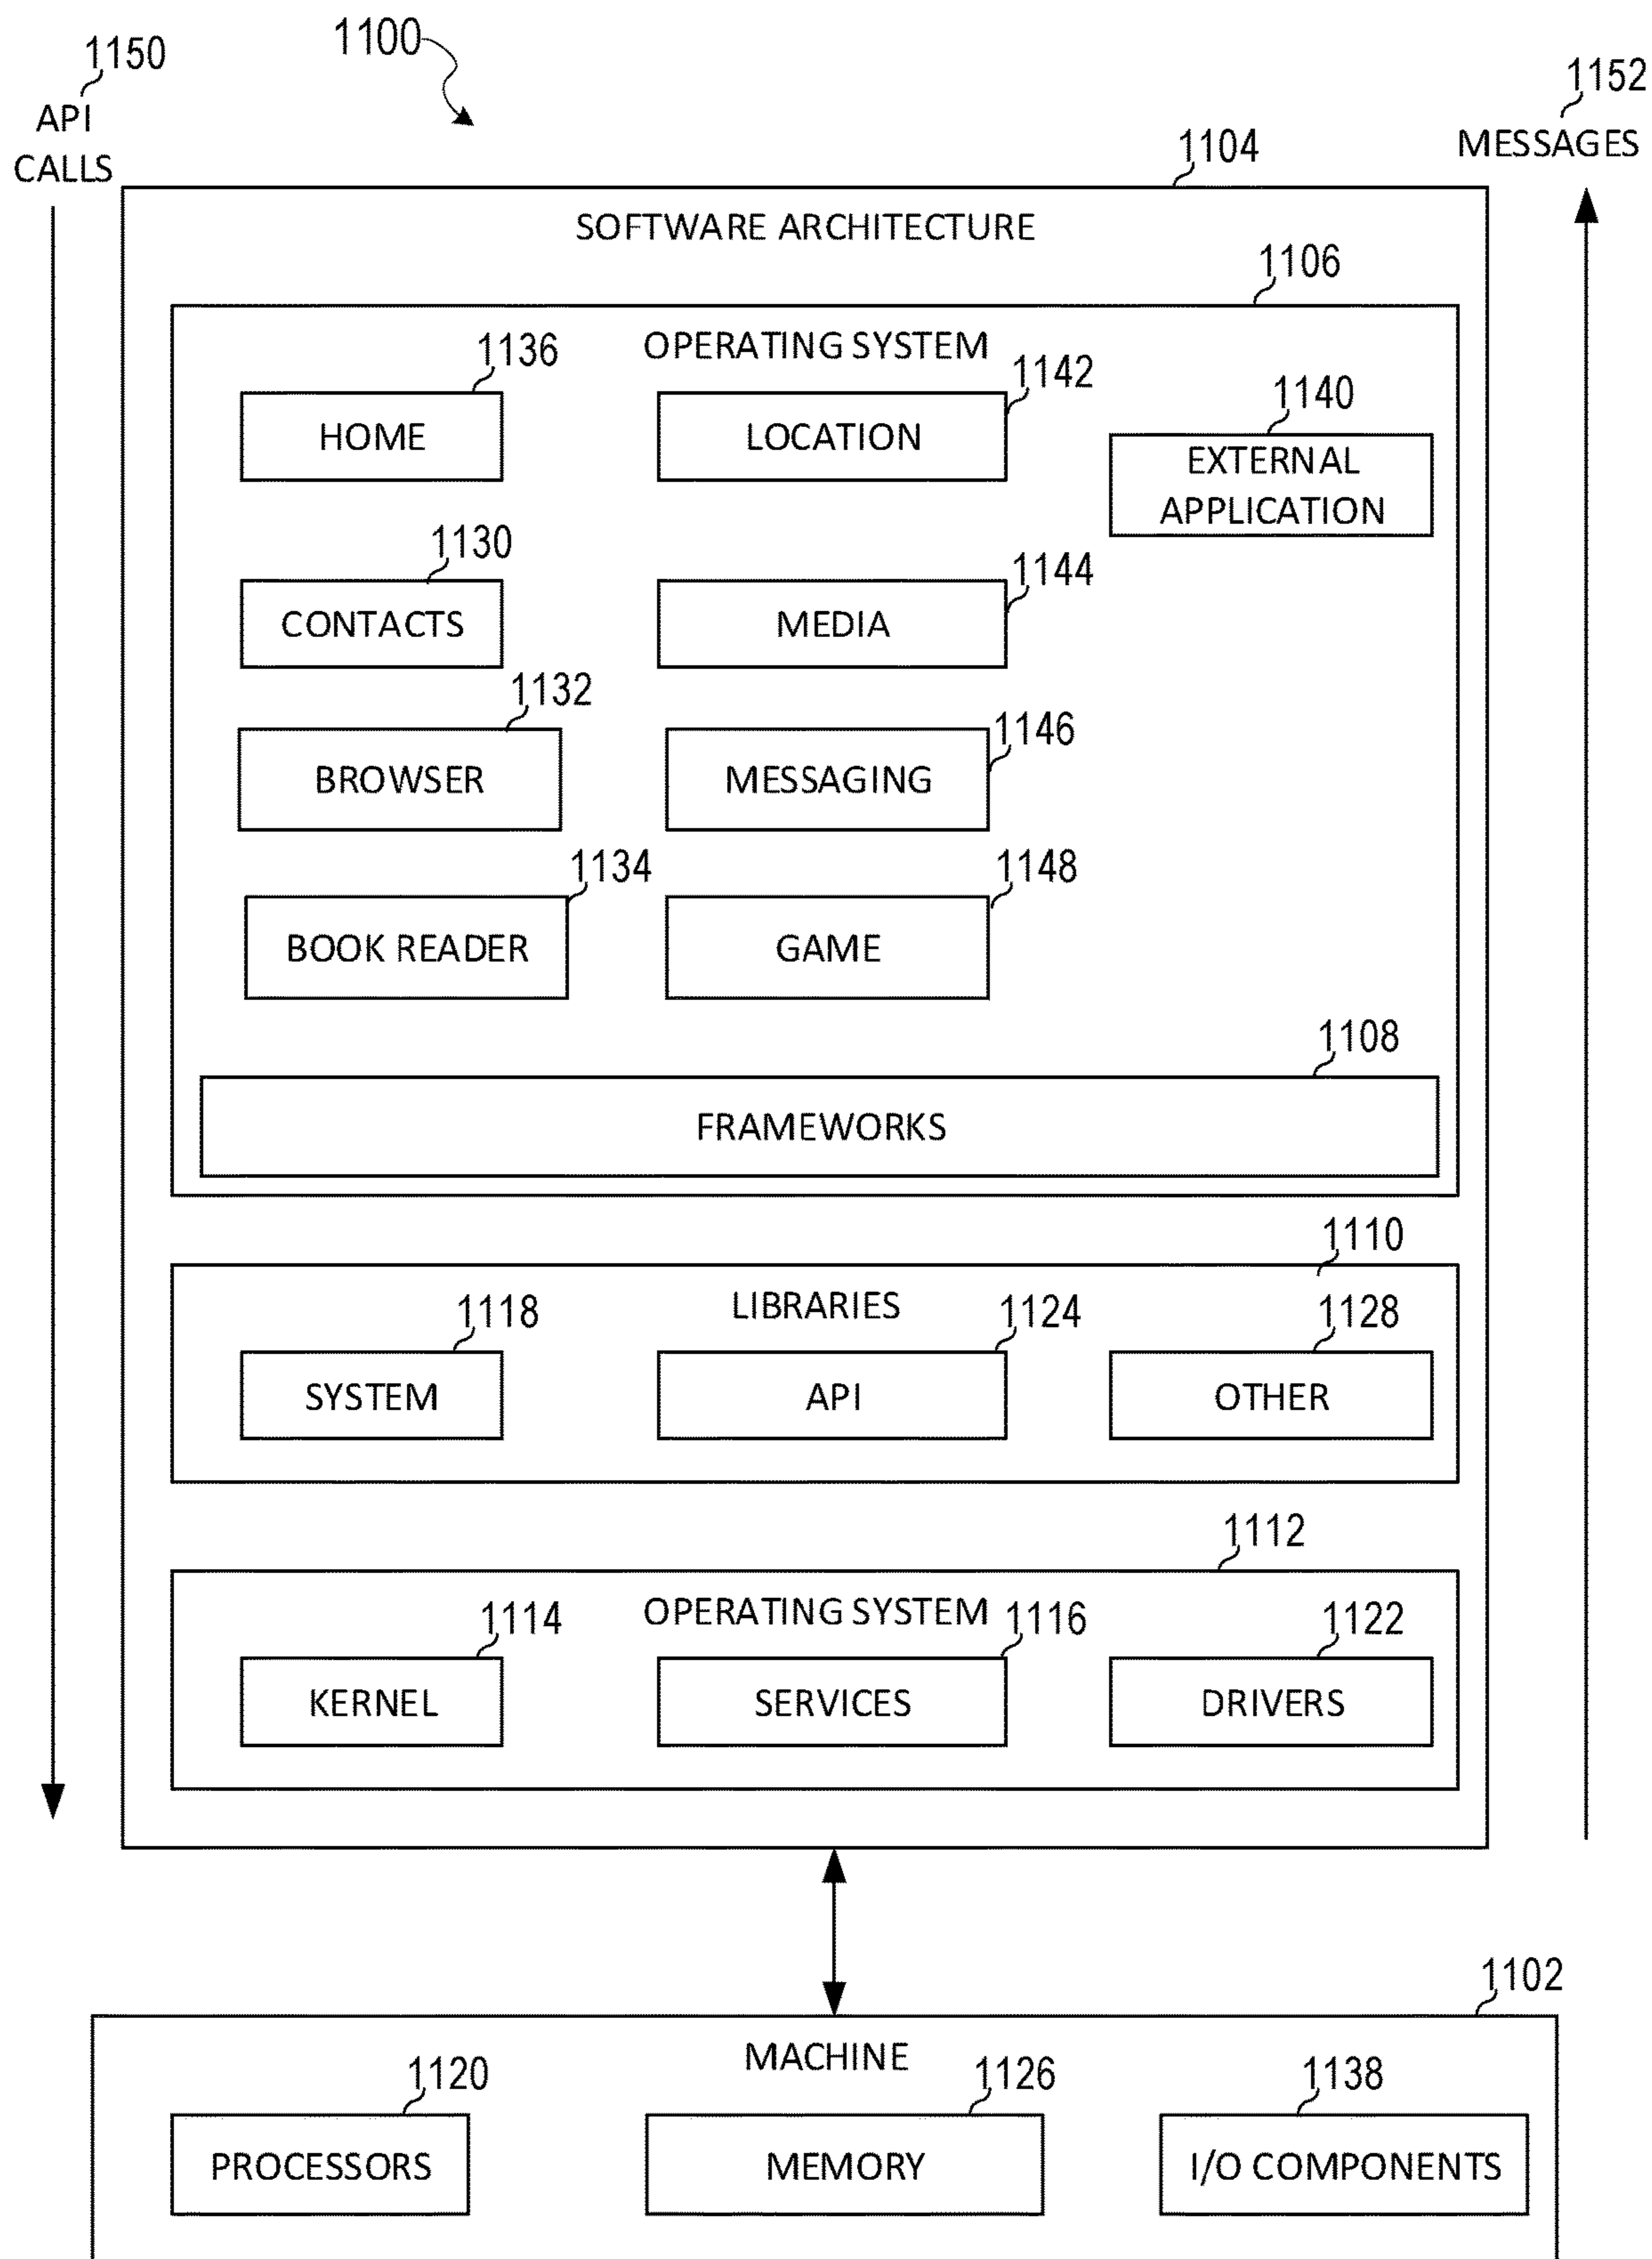 1100
1150
API
CALLS
1152
MESSAGES
1104
SOFTWARE ARCHITECTURE
1106
OPERATING SYSTEM
1136
HOME
1142
LOCATION
1140
EXTERNAL
APPLICATION
1130
CONTACTS
1144
MEDIA
1132
BROWSER
1146
MESSAGING
1134
BOOK READER
1148
GAME
1108
FRAMEWORKS
1110
LIBRARIES
1118
SYSTEM
1124
API
1128
OTHER
1112
OPERATING SYSTEM
1114
KERNEL
1116
SERVICES
1122
DRIVERS
1102
MACHINE
1120
PROCESSORS
1126
MEMORY
1138
I/O COMPONENTS